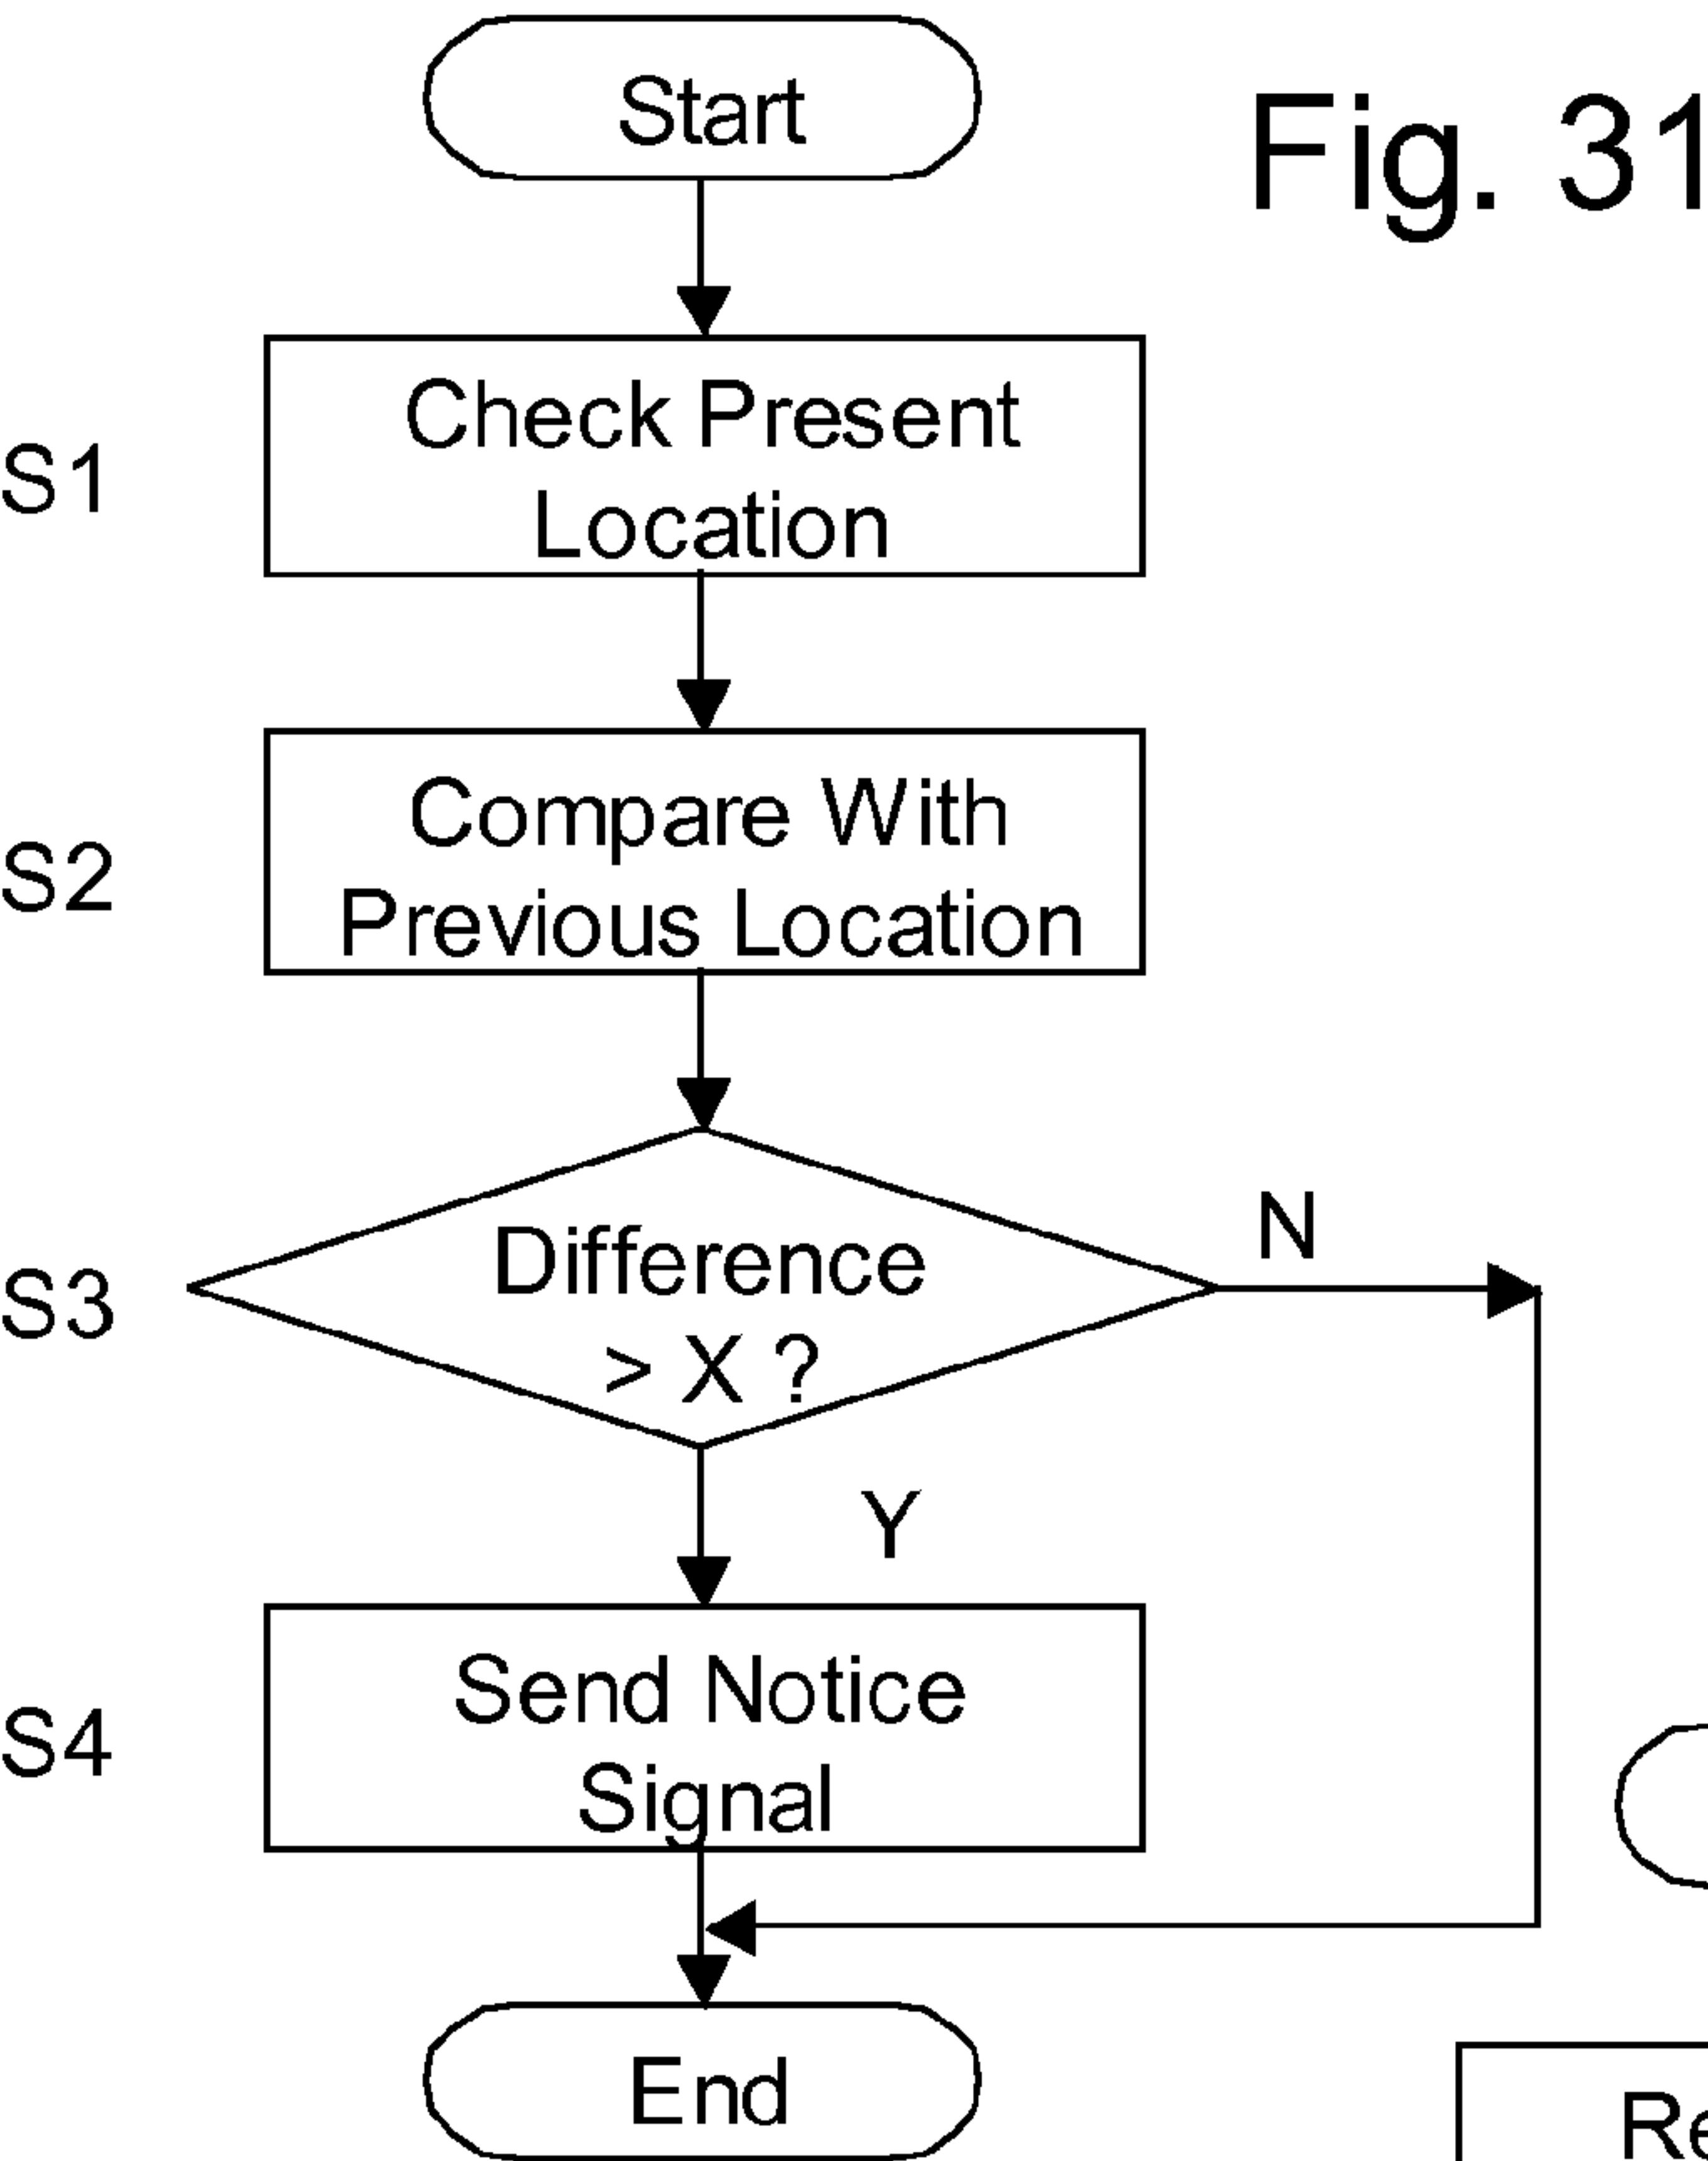 Start
Fig. 31
S1
Check Present
Location
S2
Compare With
Previous Location
S3
Difference
> X ?
N
Y
S4
Send Notice
Signal
End